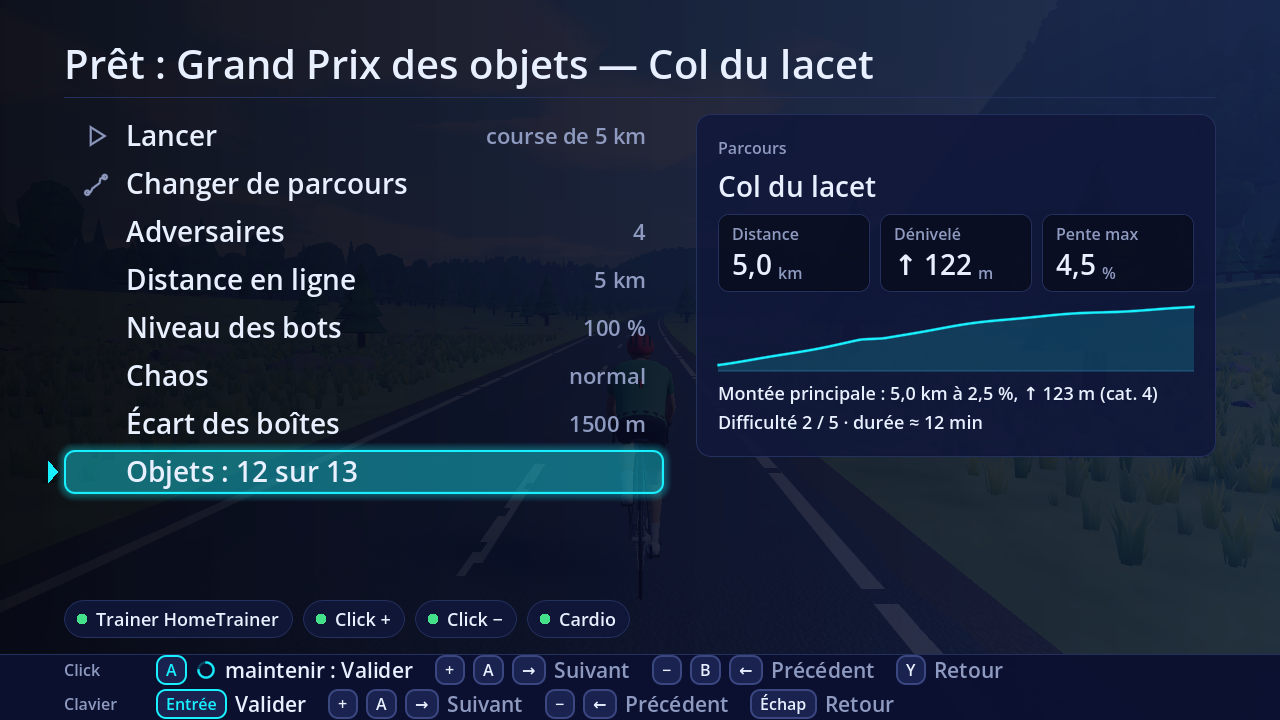 Prêt : Grand Prix des objets — Col du lacet
Lancer course de 5 km
Changer de parcours
Adversaires 4
Distance en ligne 5 km
Niveau des bots 100 %
Chaos normal
Écart des boîtes 1500 m
Objets : 12 sur 13
Parcours
Col du lacet
Distance Dénivelé Pente max
5,0 km ↑ 122 m 4,5 %
Montée principale : 5,0 km à 2,5 %, ↑ 123 m (cat. 4)
Difficulté 2 / 5 · durée ≈ 12 min
Trainer HomeTrainer Click + Click − Cardio
Click A maintenir : Valider + A → Suivant − B ← Précédent Y Retour
Clavier Entrée Valider + A → Suivant − ← Précédent Échap Retour